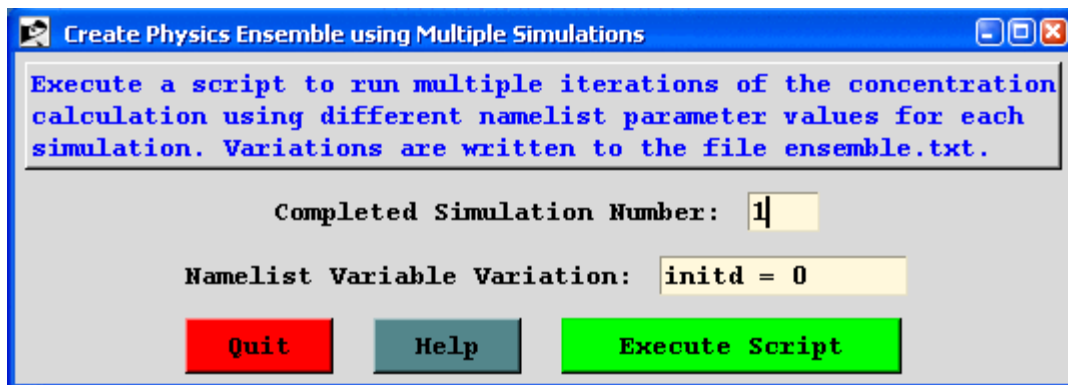 Create Physics Ensemble using Multiple Simulations
Execute a script to run multiple iterations of the concentration
calculation using different namelist parameter values for each
simulation. Variations are written to the file ensemble.txt.
Completed Simulation Number: 1
Namelist Variable Variation: initd = 0
Quit Help Execute Script